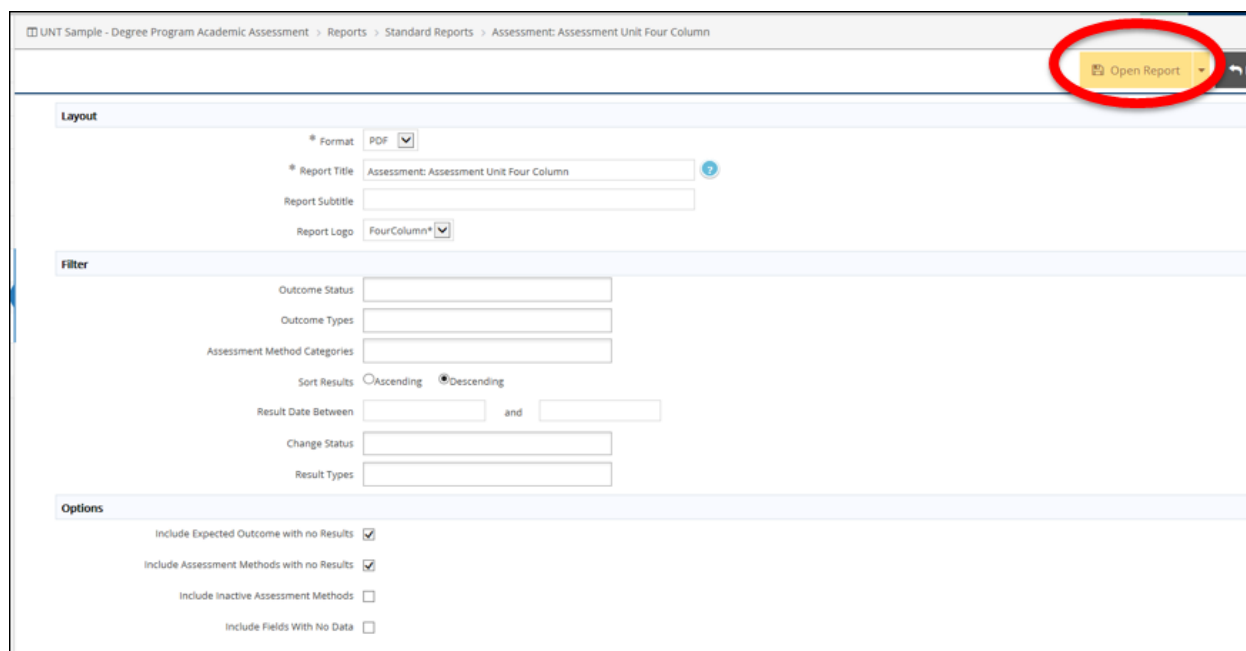 UNT Sample - Degree Program Academic Assessment > Reports > Standard Reports > Assessment: Assessment Unit Four Column
Open Report
Layout
* Format PDF
* Report Title Assessment: Assessment Unit Four Column ?
Report Subtitle
Report Logo FourColumn*
Filter
Outcome Status
Outcome Types
Assessment Method Categories
Sort Results Ascending Descending
Result Date Between and
Change Status
Result Types
Options
Include Expected Outcome with no Results
Include Assessment Methods with no Results
Include Inactive Assessment Methods
Include Fields With No Data